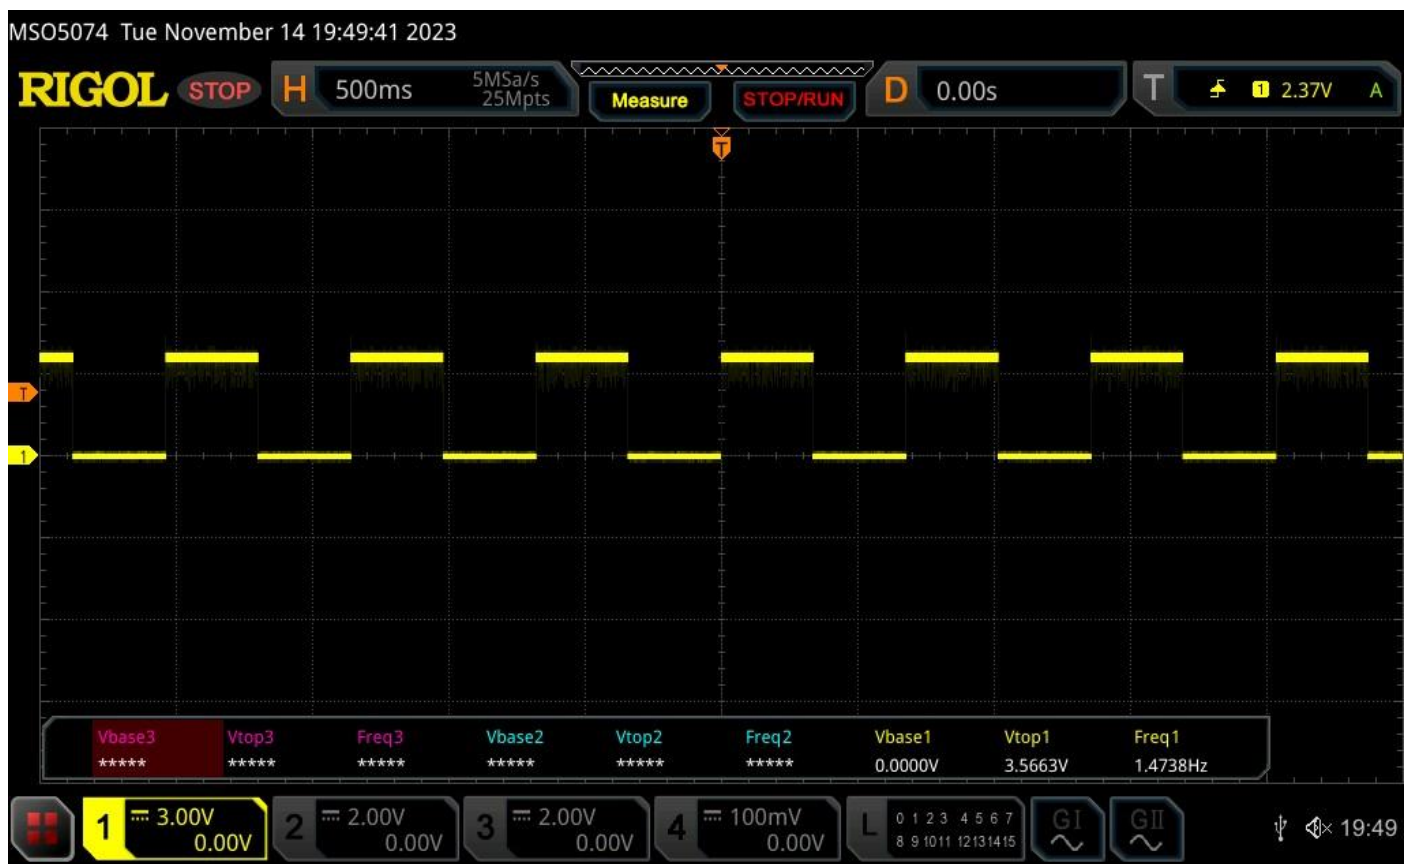 MSO5074 Tue November 14 19:49:41 2023
RIGOL STOP H 500ms 5MSa/s 25Mpts Measure STOP/RUN D 0.00s T 1 2.37V A
T
T
1
Vbase3 Vtop3 Freq3 Vbase2 Vtop2 Freq2 Vbase1 Vtop1 Freq1
***** ***** ***** ***** ***** ***** 0.0000V 3.5663V 1.4738Hz
1 3.00V 0.00V 2 2.00V 0.00V 3 2.00V 0.00V 4 100mV 0.00V L 0 1 2 3 4 5 6 7 8 9 10 11 12 13 14 15 GI GII 19:49